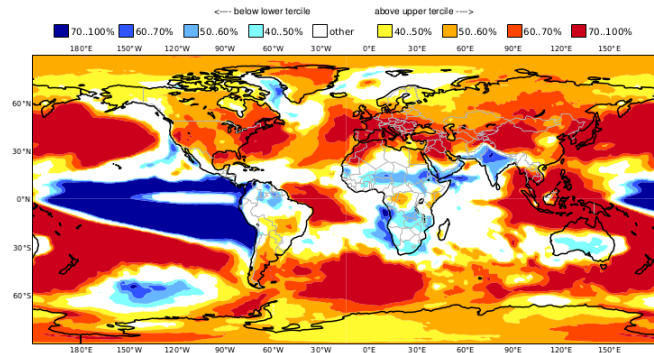 <---- below lower tercile    above upper tercile ---->
70..100%  60..70%  50..60%  40..50%  other  40..50%  50..60%  60..70%  70..100%
180°E  150°W  120°W  90°W  60°W  30°W  0°E  30°E  60°E  90°E  120°E  150°E
60°N
30°N
0°N
30°S
60°S
180°E  150°W  120°W  90°W  60°W  30°W  0°E  30°E  60°E  90°E  120°E  150°E